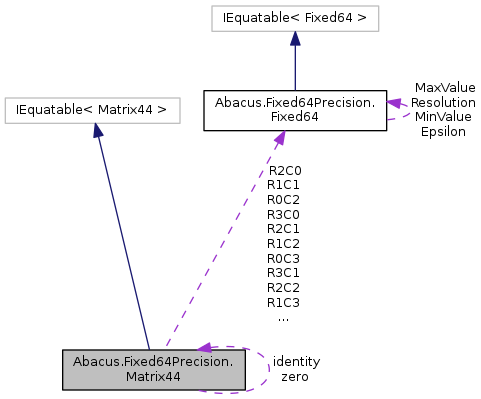 IEquatable< Fixed64 >
IEquatable< Matrix44 >
Abacus.Fixed64Precision.
Fixed64
MaxValue
Resolution
MinValue
Epsilon
R2C0
R1C1
R0C2
R3C0
R2C1
R1C2
R0C3
R3C1
R2C2
R1C3
...
Abacus.Fixed64Precision.
Matrix44
identity
zero